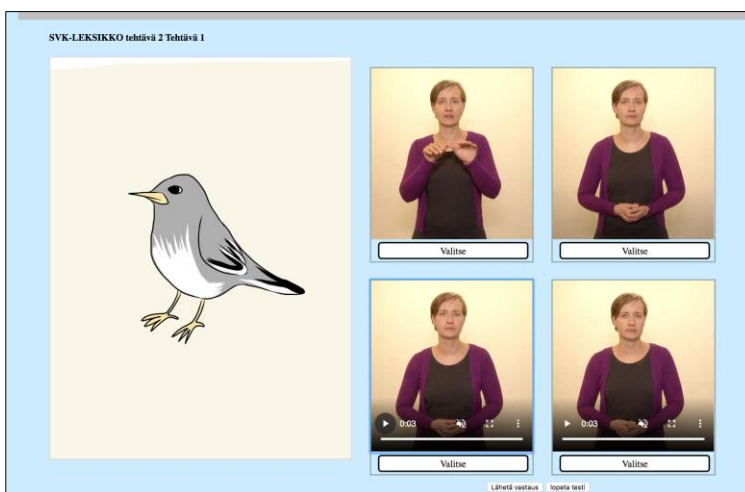 SVK-LEKSIKKO tehtävä 2 Tehtävä 1
Valitse
Valitse
0:03
0:03
Valitse
Valitse
Lähetä vastaus
lopeta testi